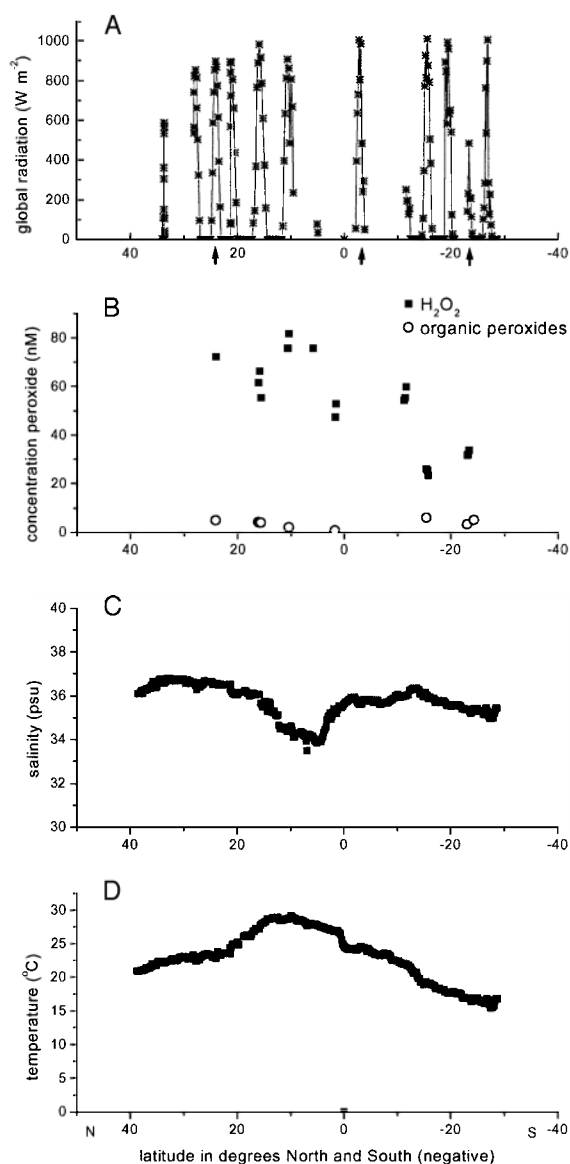 A
global radiation (W m⁻²)
1000
800
600
400
200
0
40 20 0 -20 -40
B
■ H₂O₂
○ organic peroxides
concentration peroxide (nM)
80
60
40
20
0
40 20 0 -20 -40
C
salinity (psu)
40
38
36
34
32
30
40 20 0 -20 -40
D
temperature (°C)
30
25
20
15
10
5
0
40 20 0 -20 -40
N S
latitude in degrees North and South (negative)